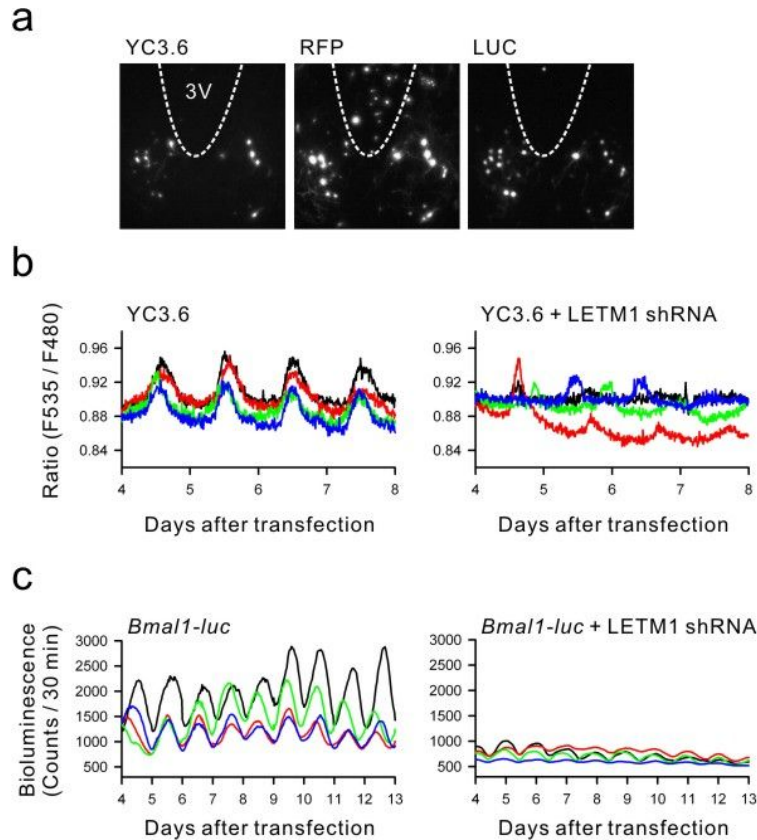 a
YC3.6 RFP LUC
3V
b
YC3.6 YC3.6 + LETM1 shRNA
Ratio (F535 / F480)
0.96 0.96
0.92 0.92
0.88 0.88
0.84 0.84
4 5 6 7 8 4 5 6 7 8
Days after transfection Days after transfection
c
Bmal1-luc Bmal1-luc + LETM1 shRNA
Bioluminescence
(Counts / 30 min)
3000 3000
2500 2500
2000 2000
1500 1500
1000 1000
500 500
4 5 6 7 8 9 10 11 12 13 4 5 6 7 8 9 10 11 12 13
Days after transfection Days after transfection